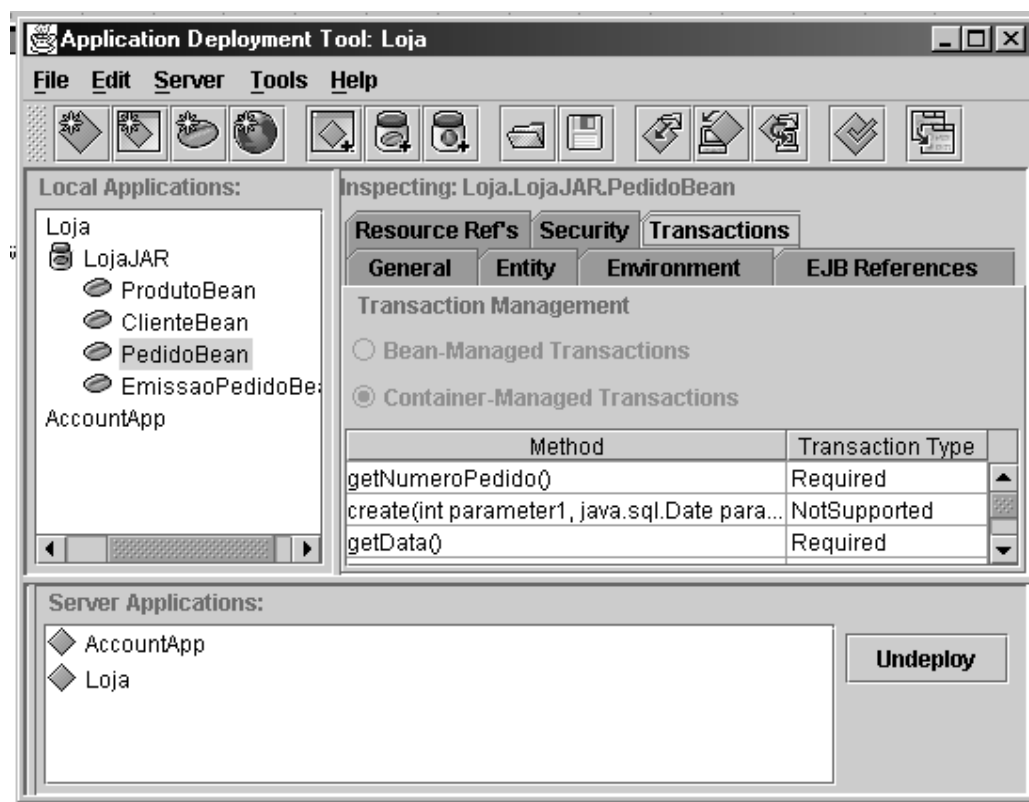 Application Deployment Tool: Loja
File Edit Server Tools Help
Local Applications:
Loja
LojaJAR
ProdutoBean
ClienteBean
PedidoBean
EmissaoPedidoBea
AccountApp
Inspecting: Loja.LojaJAR.PedidoBean
Resource Ref's Security Transactions
General Entity Environment EJB References
Transaction Management
Bean-Managed Transactions
Container-Managed Transactions
Method Transaction Type
getNumeroPedido() Required
create(int parameter1, java.sql.Date para... NotSupported
getData() Required
Server Applications:
AccountApp
Loja
Undeploy